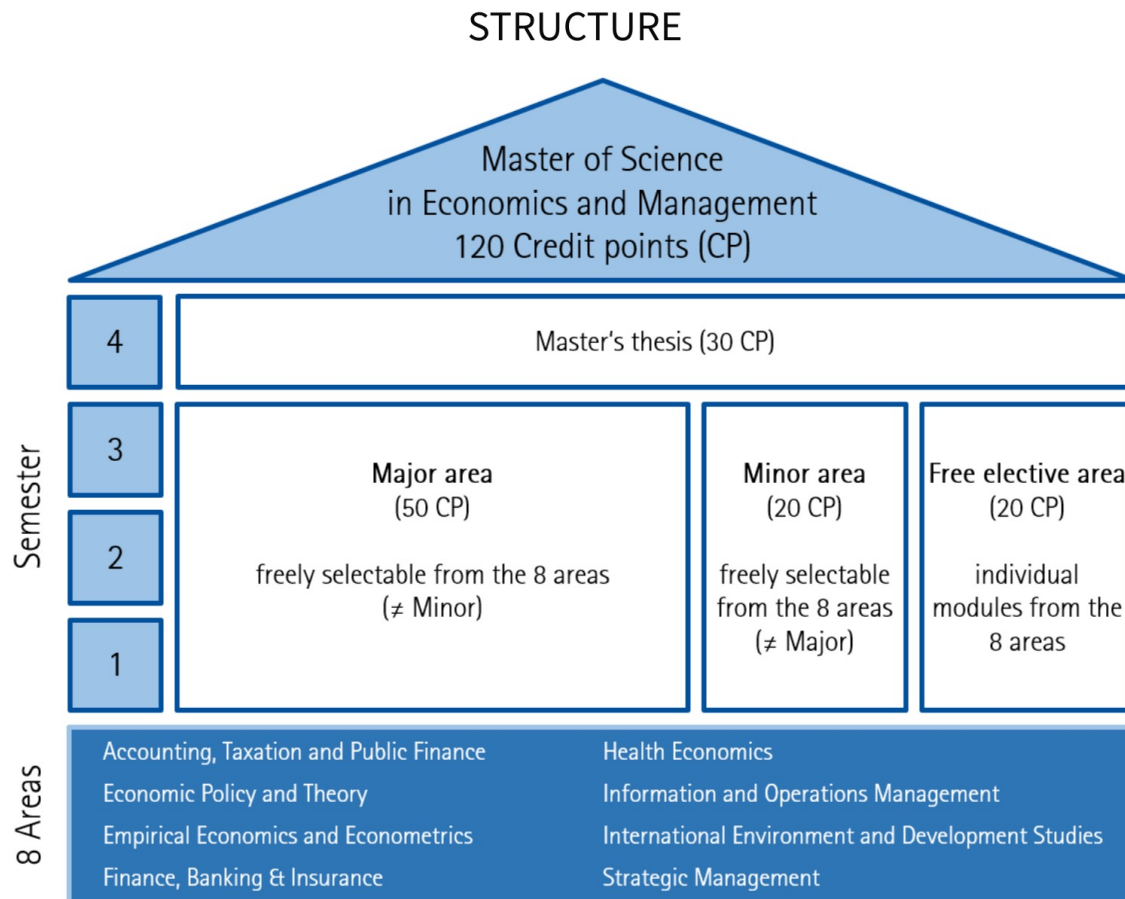 STRUCTURE
Master of Science
in Economics and Management
120 Credit points (CP)
4
Master's thesis (30 CP)
Semester
3
2
1
Major area
(50 CP)
freely selectable from the 8 areas
(≠ Minor)
Minor area
(20 CP)
freely selectable
from the 8 areas
(≠ Major)
Free elective area
(20 CP)
individual
modules from the
8 areas
8 Areas
Accounting, Taxation and Public Finance
Economic Policy and Theory
Empirical Economics and Econometrics
Finance, Banking & Insurance
Health Economics
Information and Operations Management
International Environment and Development Studies
Strategic Management